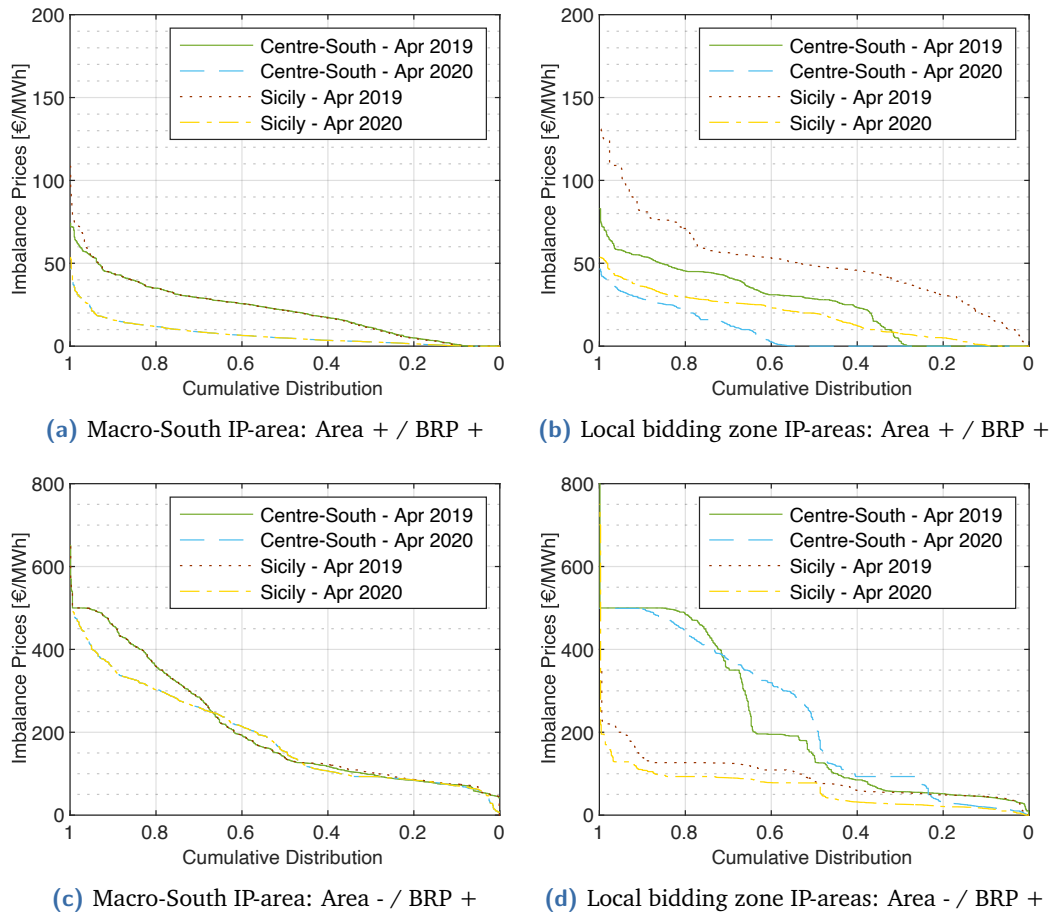 200
150
100
50
0
Imbalance Prices [€/MWh]
Centre-South - Apr 2019
Centre-South - Apr 2020
Sicily - Apr 2019
Sicily - Apr 2020
1 0.8 0.6 0.4 0.2 0
Cumulative Distribution
(a) Macro-South IP-area: Area + / BRP +
200
150
100
50
0
Imbalance Prices [€/MWh]
Centre-South - Apr 2019
Centre-South - Apr 2020
Sicily - Apr 2019
Sicily - Apr 2020
1 0.8 0.6 0.4 0.2 0
Cumulative Distribution
(b) Local bidding zone IP-areas: Area + / BRP +
800
600
400
200
0
Imbalance Prices [€/MWh]
Centre-South - Apr 2019
Centre-South - Apr 2020
Sicily - Apr 2019
Sicily - Apr 2020
1 0.8 0.6 0.4 0.2 0
Cumulative Distribution
(c) Macro-South IP-area: Area - / BRP +
800
600
400
200
0
Imbalance Prices [€/MWh]
Centre-South - Apr 2019
Centre-South - Apr 2020
Sicily - Apr 2019
Sicily - Apr 2020
1 0.8 0.6 0.4 0.2 0
Cumulative Distribution
(d) Local bidding zone IP-areas: Area - / BRP +